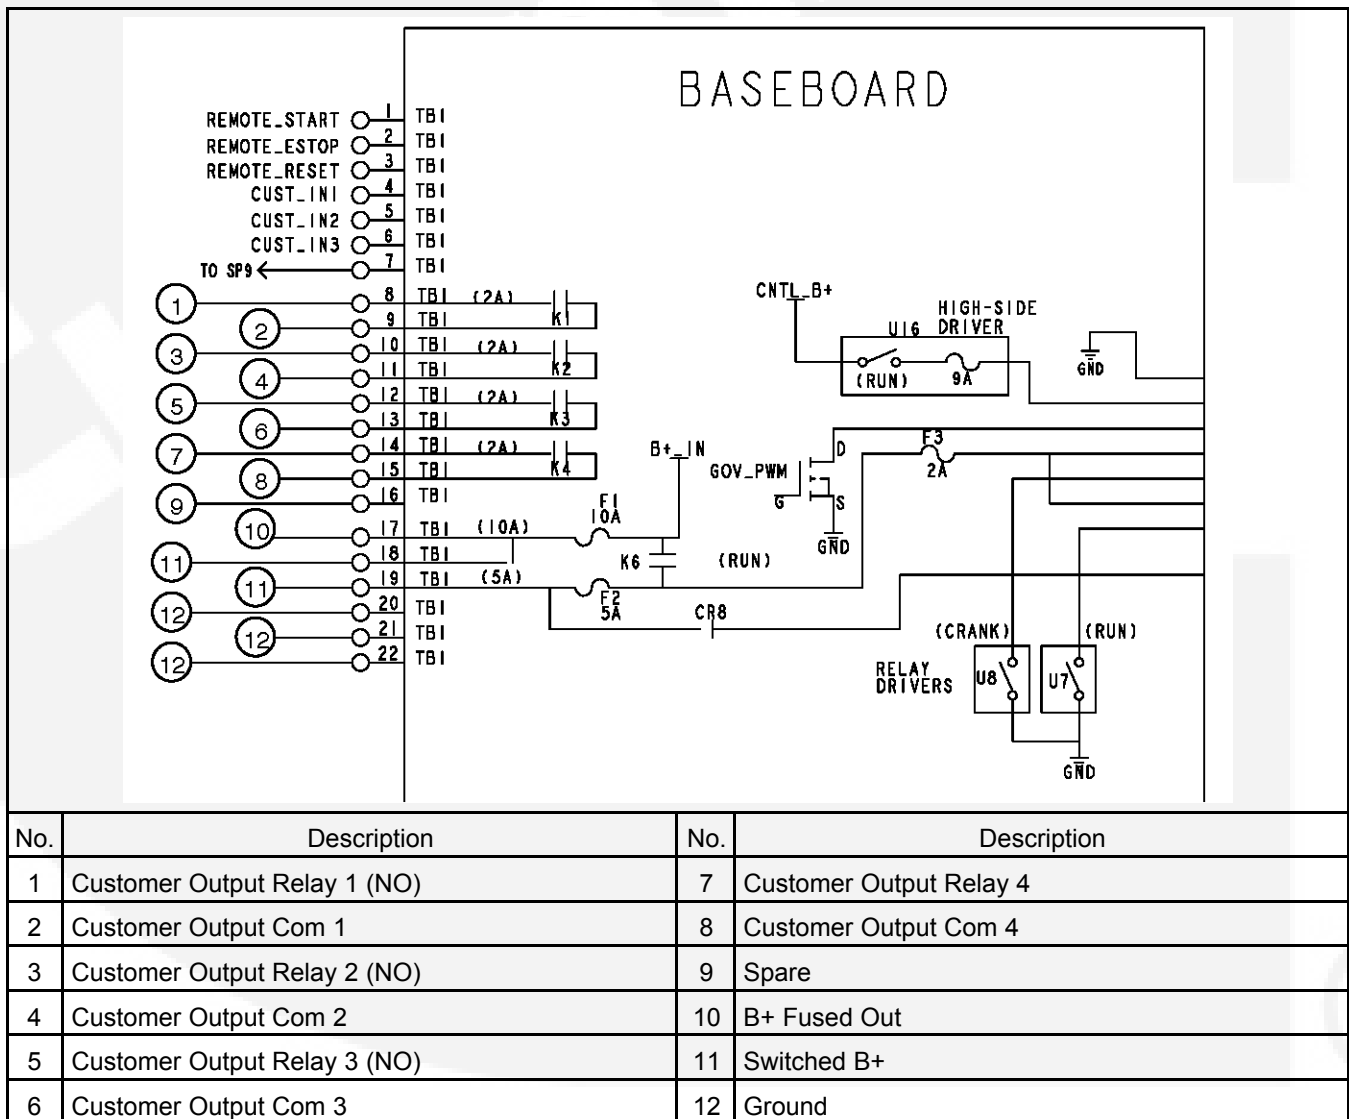 BASEBOARD
REMOTE_START 1 TB1
REMOTE_ESTOP 2 TB1
REMOTE_RESET 3 TB1
CUST_IN1 4 TB1
CUST_IN2 5 TB1
CUST_IN3 6 TB1
TO SP9 7 TB1
1 8 TB1 (2A) K1
2 9 TB1
3 10 TB1 (2A) K2
4 11 TB1
5 12 TB1 (2A) K3
6 13 TB1
7 14 TB1 (2A) K4
8 15 TB1
9 16 TB1
10 17 TB1 (10A)
11 18 TB1
11 19 TB1 (5A)
12 20 TB1
12 21 TB1
12 22 TB1
F1
10A
B+_IN
K6
(RUN)
F2
5A
CR8
CNTL_B+
HIGH-SIDE
U16 DRIVER
(RUN) 9A
GND
GOV_PWM
D
G
S
GND
F3
2A
(CRANK) (RUN)
RELAY
DRIVERS
U8 U7
GND
No. Description No. Description
1 Customer Output Relay 1 (NO) 7 Customer Output Relay 4
2 Customer Output Com 1 8 Customer Output Com 4
3 Customer Output Relay 2 (NO) 9 Spare
4 Customer Output Com 2 10 B+ Fused Out
5 Customer Output Relay 3 (NO) 11 Switched B+
6 Customer Output Com 3 12 Ground